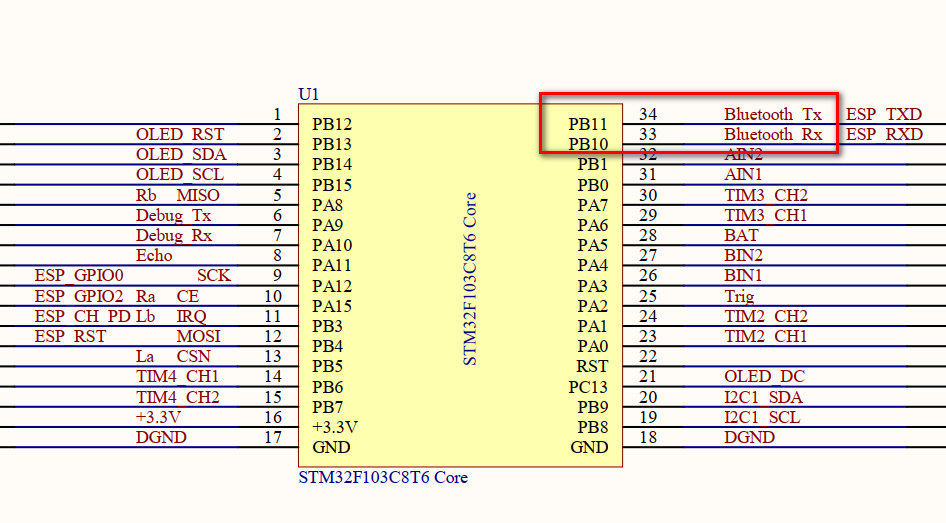 U1
1 PB12 PB11 34 Bluetooth_Tx ESP_TXD
OLED_RST 2 PB13 PB10 33 Bluetooth_Rx ESP_RXD
OLED_SDA 3 PB14 PB1 32 AIN2
OLED_SCL 4 PB15 PB0 31 AIN1
Rb MISO 5 PA8 PA7 30 TIM3_CH2
Debug_Tx 6 PA9 PA6 29 TIM3_CH1
Debug_Rx 7 PA10 PA5 28 BAT
Echo 8 PA11 PA4 27 BIN2
ESP_GPIO0 SCK 9 PA12 PA3 26 BIN1
ESP_GPIO2 Ra CE 10 PA15 PA2 25 Trig
ESP_CH_PD Lb IRQ 11 PB3 PA1 24 TIM2_CH2
ESP_RST MOSI 12 PB4 PA0 23 TIM2_CH1
La CSN 13 PB5 RST 22
TIM4_CH1 14 PB6 PC13 21 OLED_DC
TIM4_CH2 15 PB7 PB9 20 I2C1_SDA
+3.3V 16 +3.3V PB8 19 I2C1_SCL
DGND 17 GND GND 18 DGND
STM32F103C8T6 Core
STM32F103C8T6 Core